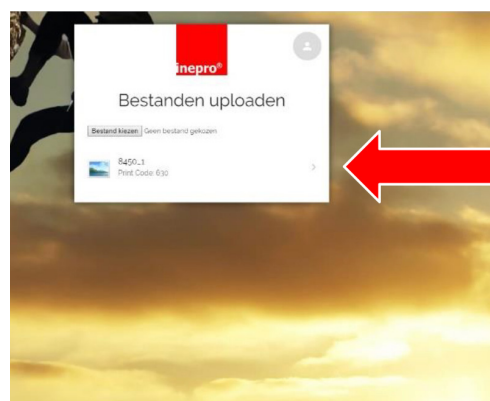 inepro®
Bestanden uploaden
Bestand kiezen Geen bestand gekozen
8450_1
Print Code: 630